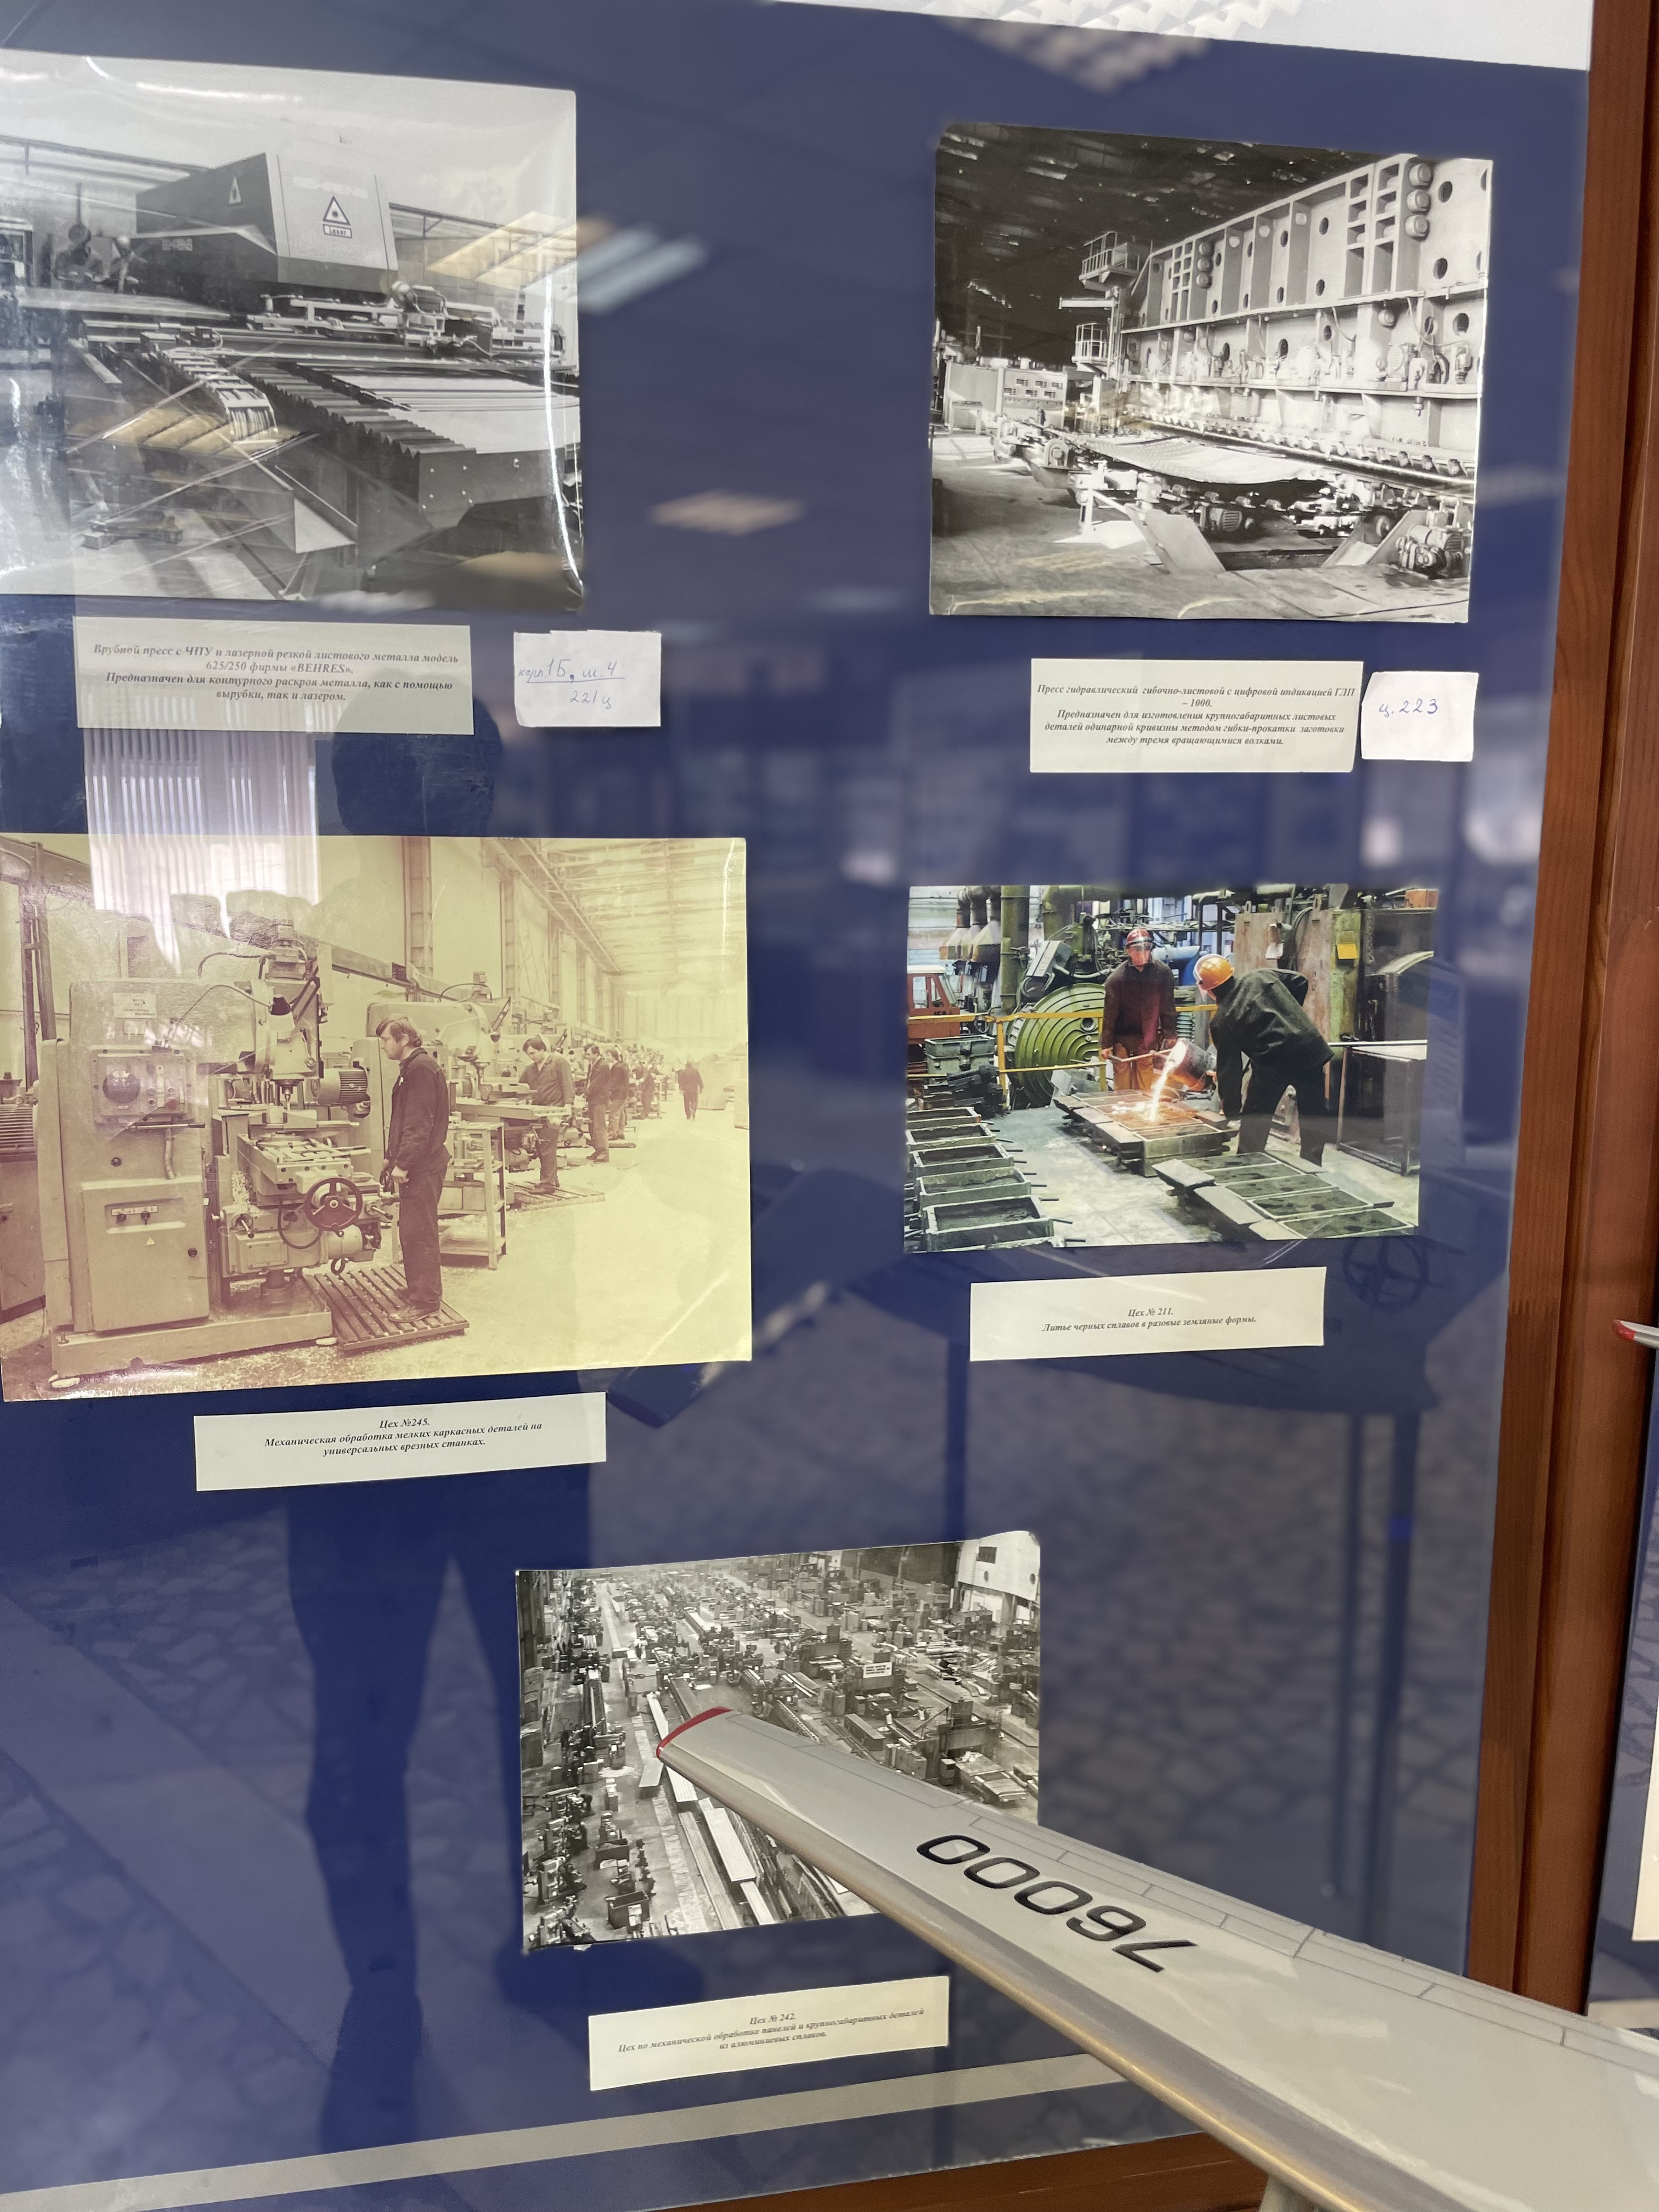 Laser
Врубной пресс с ЧПУ и лазерной резкой листового металла модель
625/250 фирмы «BEHRES».
Предназначен для контурного раскроя металла, как с помощью
вырубки, так и лазером.
корп. 1Б, ш. 4
221 ц
Пресс гидравлический гибочно-листовой с цифровой индикацией ГЛП
– 1000.
Предназначен для изготовления крупногабаритных листовых
деталей одинарной кривизны методом гибки-прокатки заготовки
между тремя вращающимися волками.
ц. 223
Цех № 211.
Литье черных сплавов в разовые земляные формы.
Цех №245.
Механическая обработка мелких каркасных деталей на
универсальных врезных станках.
76000
Цех № 242.
Цех по механической обработке панелей и крупногабаритных деталей
из алюминиевых сплавов.